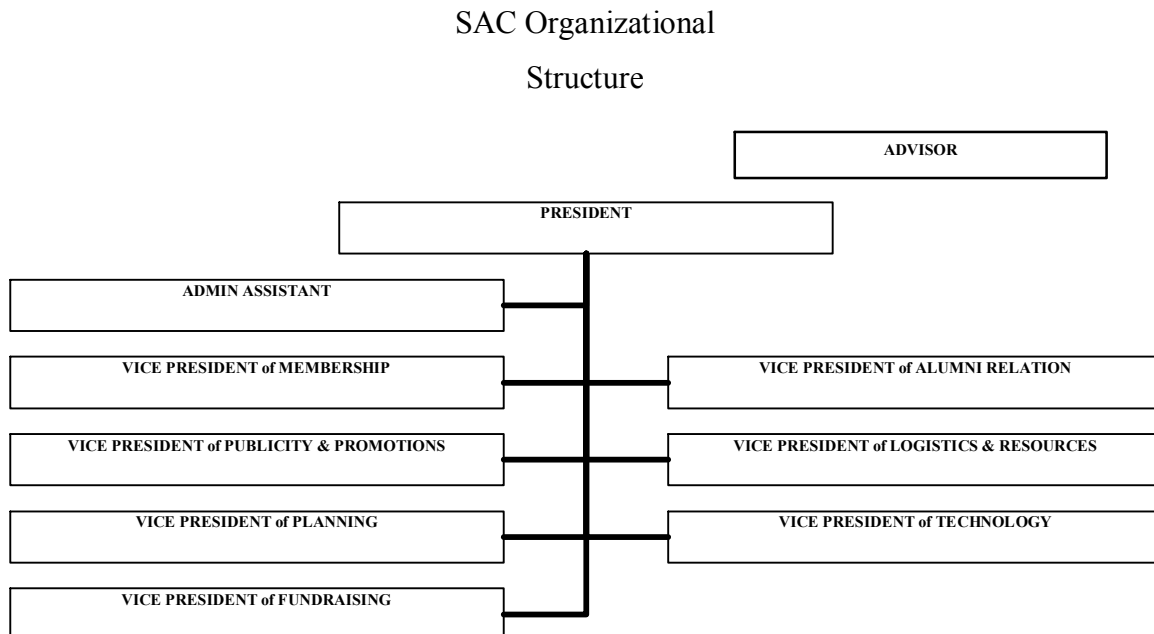 SAC Organizational
Structure
ADVISOR
PRESIDENT
ADMIN ASSISTANT
VICE PRESIDENT of MEMBERSHIP
VICE PRESIDENT of ALUMNI RELATION
VICE PRESIDENT of PUBLICITY & PROMOTIONS
VICE PRESIDENT of LOGISTICS & RESOURCES
VICE PRESIDENT of PLANNING
VICE PRESIDENT of TECHNOLOGY
VICE PRESIDENT of FUNDRAISING